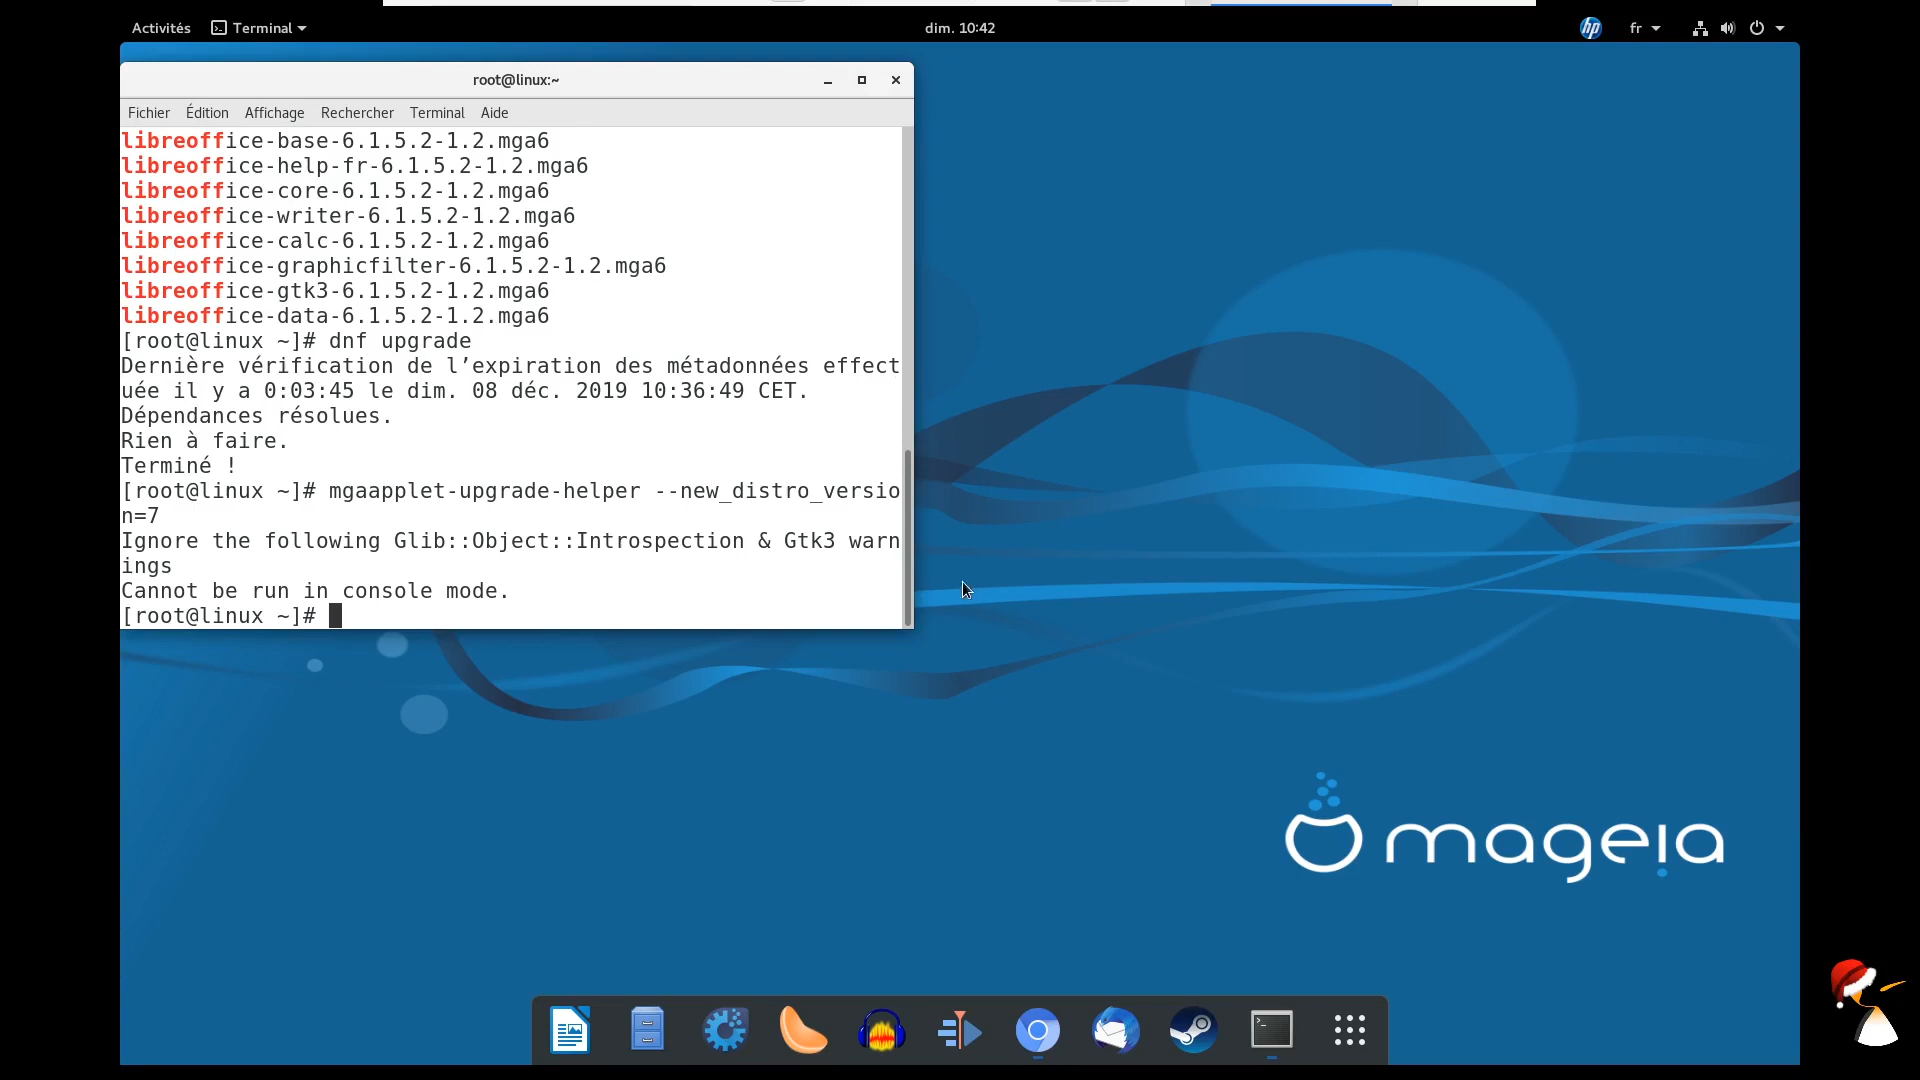 Activités
Terminal
dim. 10:42
hp
fr
root@linux:~
Fichier Édition Affichage Rechercher Terminal Aide
libreoffice-base-6.1.5.2-1.2.mga6
libreoffice-help-fr-6.1.5.2-1.2.mga6
libreoffice-core-6.1.5.2-1.2.mga6
libreoffice-writer-6.1.5.2-1.2.mga6
libreoffice-calc-6.1.5.2-1.2.mga6
libreoffice-graphicfilter-6.1.5.2-1.2.mga6
libreoffice-gtk3-6.1.5.2-1.2.mga6
libreoffice-data-6.1.5.2-1.2.mga6
[root@linux ~]# dnf upgrade
Dernière vérification de l’expiration des métadonnées effect
uée il y a 0:03:45 le dim. 08 déc. 2019 10:36:49 CET.
Dépendances résolues.
Rien à faire.
Terminé !
[root@linux ~]# mgaapplet-upgrade-helper --new_distro_versio
n=7
Ignore the following Glib::Object::Introspection & Gtk3 warn
ings
Cannot be run in console mode.
[root@linux ~]#
mageia